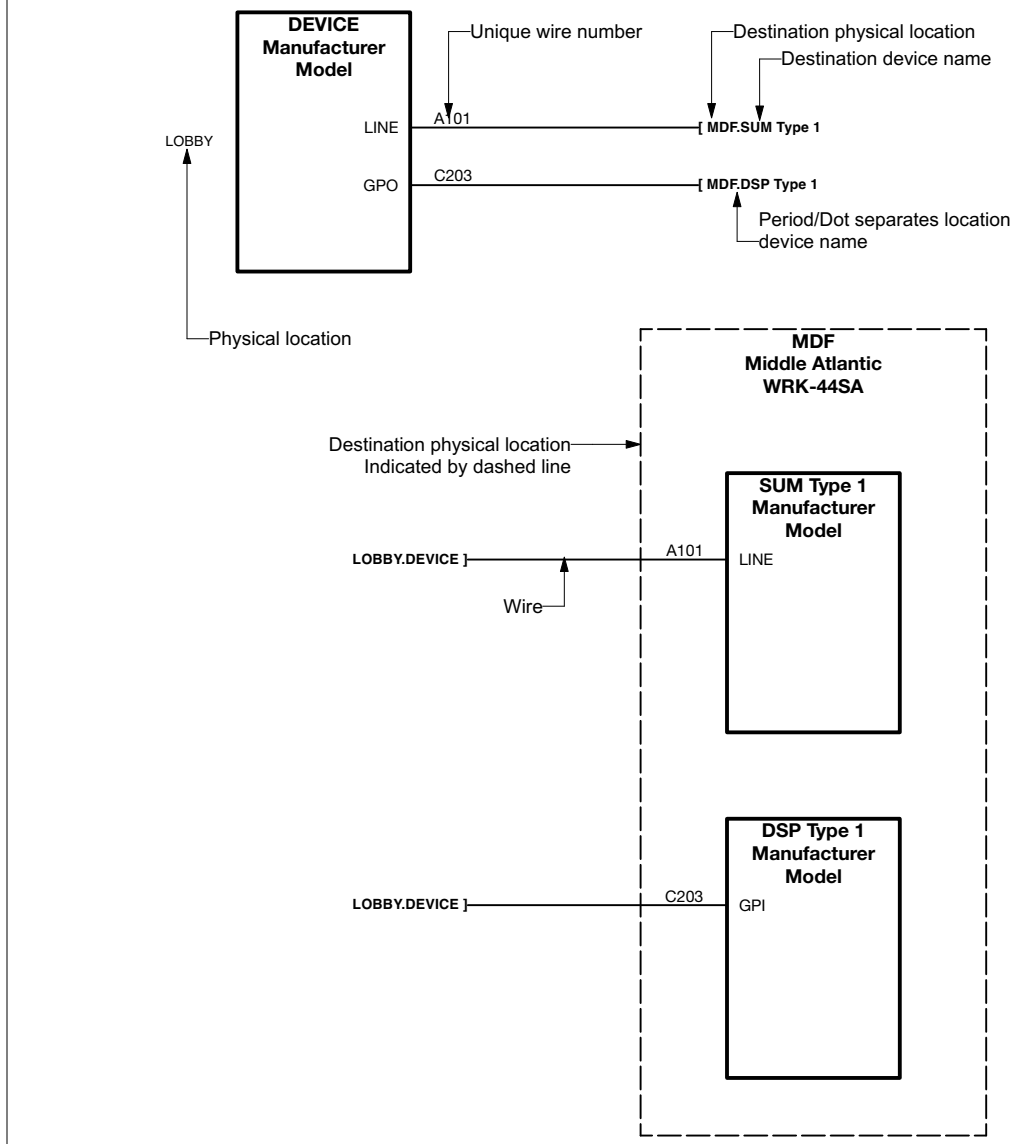 DEVICE
Manufacturer
Model
Unique wire number
Destination physical location
Destination device name
LINE
A101
[ MDF.SUM Type 1
LOBBY
GPO
C203
[ MDF.DSP Type 1
Period/Dot separates location
device name
Physical location
MDF
Middle Atlantic
WRK-44SA
Destination physical location
Indicated by dashed line
SUM Type 1
Manufacturer
Model
LOBBY.DEVICE ]
A101
LINE
Wire
DSP Type 1
Manufacturer
Model
LOBBY.DEVICE ]
C203
GPI